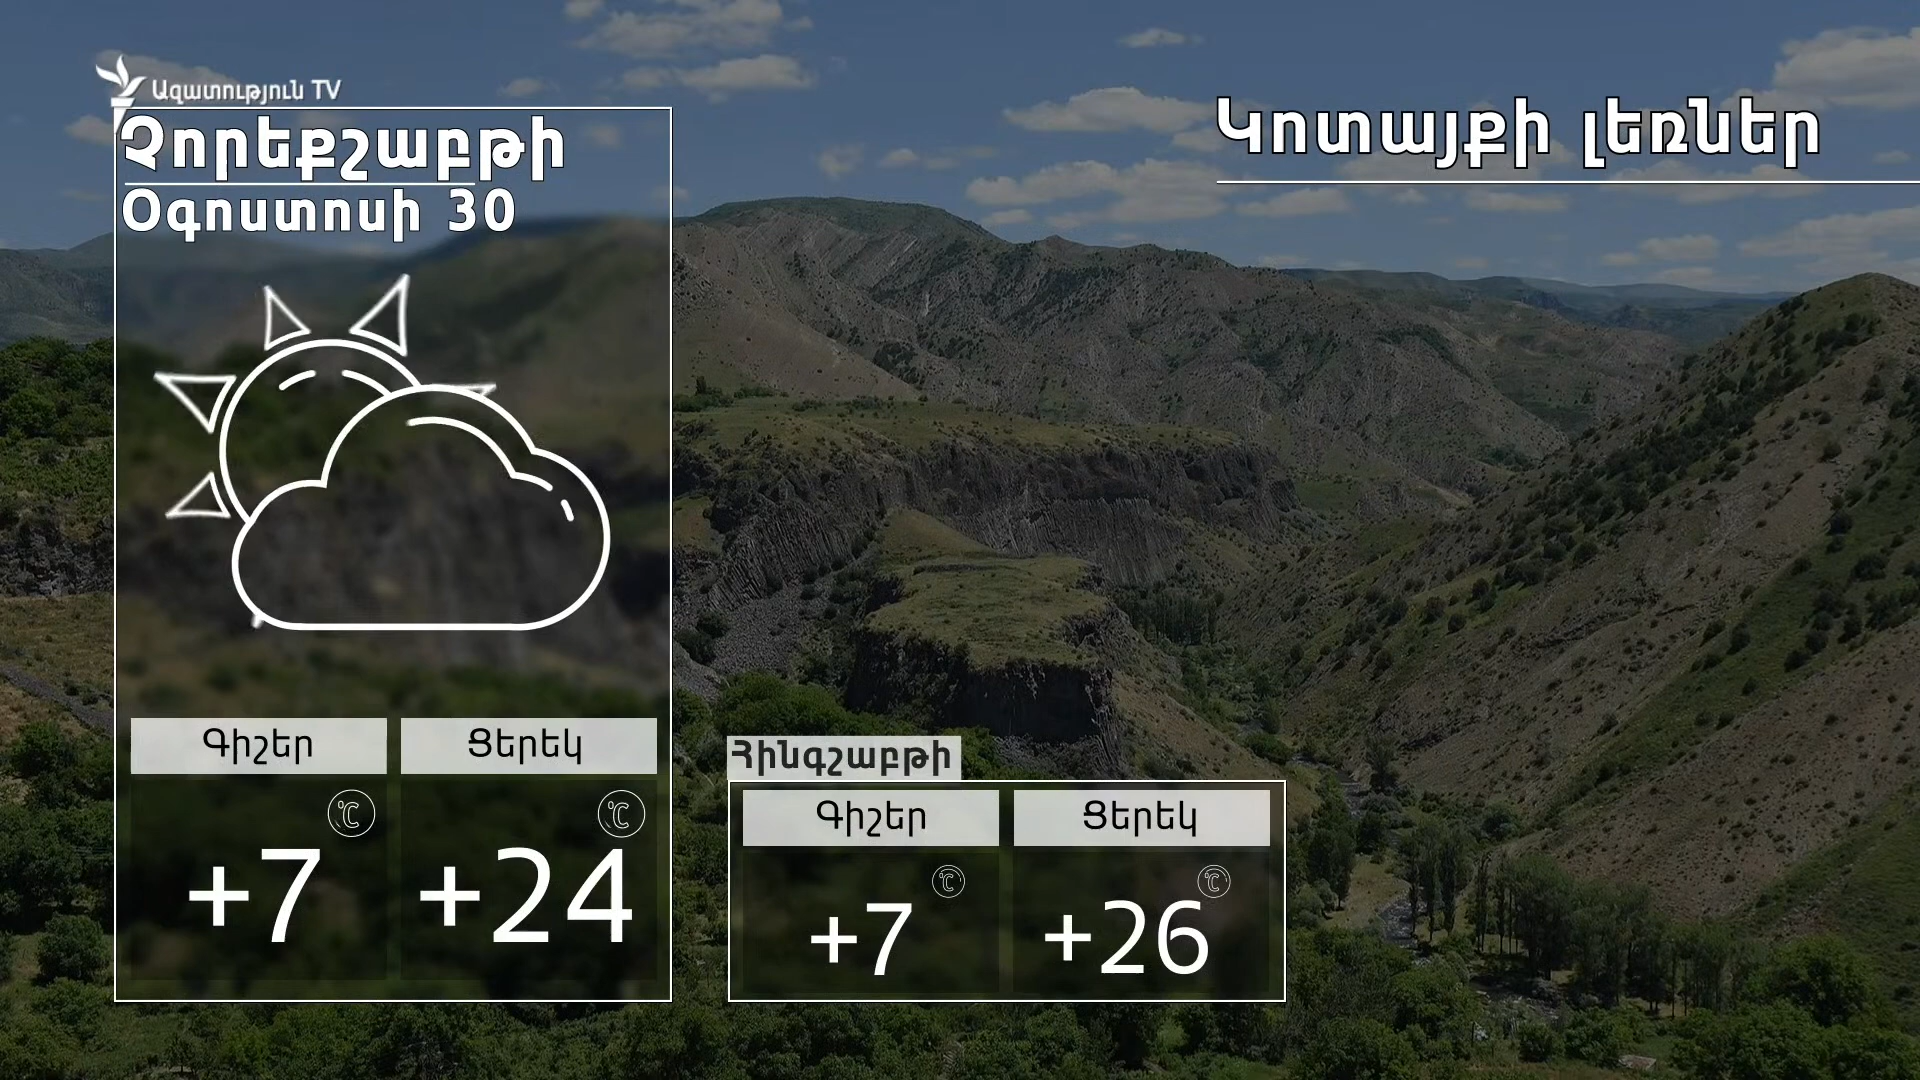 Ազատություն TV
Չորեքշաբթի
Օգոստոսի 30
Կոտայքի լեռներ
Գիշեր
Ցերեկ
°C
°C
+7
+24
Հինգշաբթի
Գիշեր
Ցերեկ
°C
°C
+7
+26